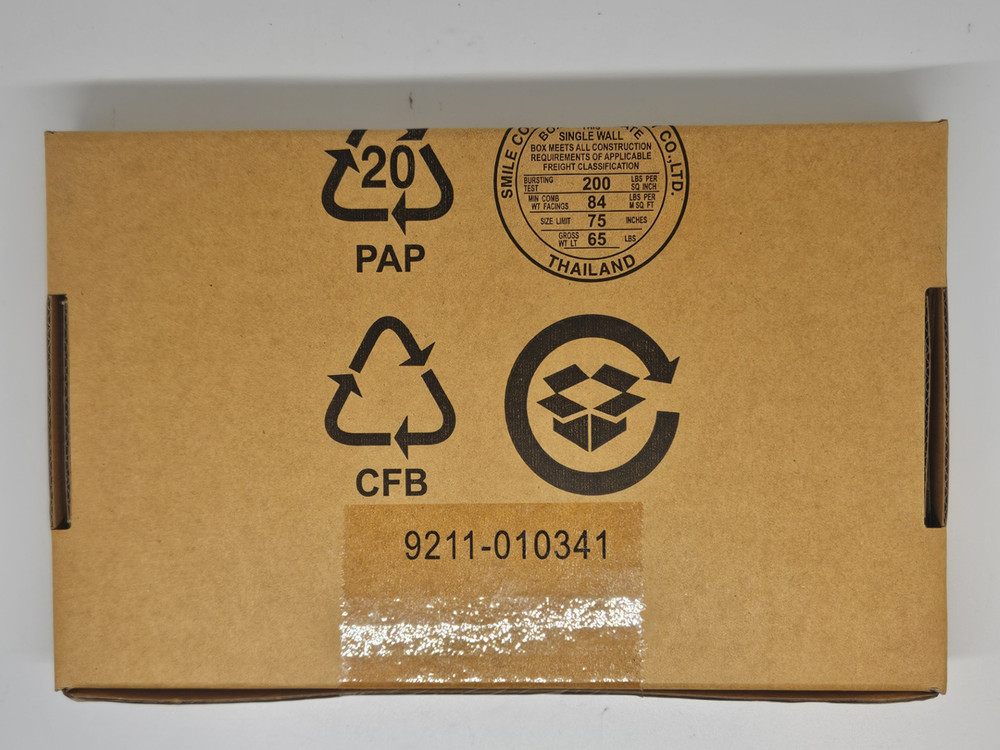 20
PAP
SMILE CO
CO.,LTD.
SINGLE WALL
BOX MEETS ALL CONSTRUCTION
REQUIREMENTS OF APPLICABLE
FREIGHT CLASSIFICATION
BURSTING TEST 200 LBS PER SQ INCH
MIN COMB WT FACINGS 84 LBS PER M SQ FT
SIZE LIMIT 75 INCHES
GROSS WT LT 65 LBS
THAILAND
CFB
9211-010341